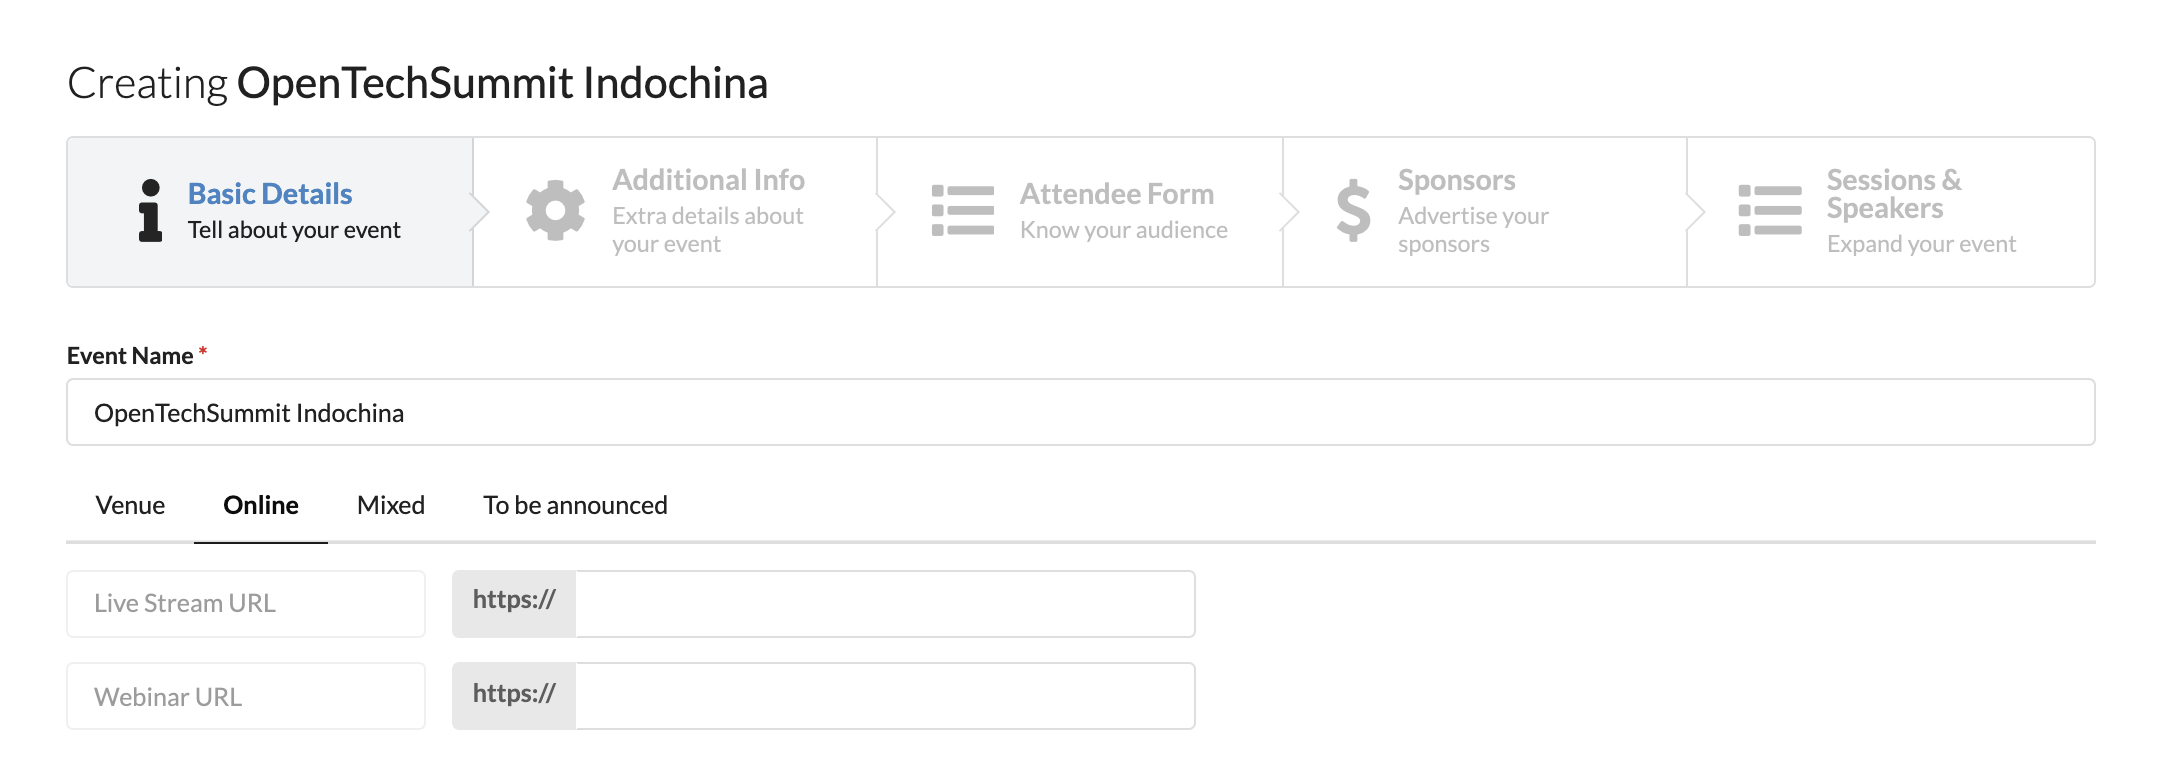 Creating OpenTechSummit Indochina
Basic Details
Tell about your event
Additional Info
Extra details about
your event
Attendee Form
Know your audience
Sponsors
Advertise your
sponsors
Sessions &
Speakers
Expand your event
Event Name *
OpenTechSummit Indochina
Venue Online Mixed To be announced
Live Stream URL https://
Webinar URL https://